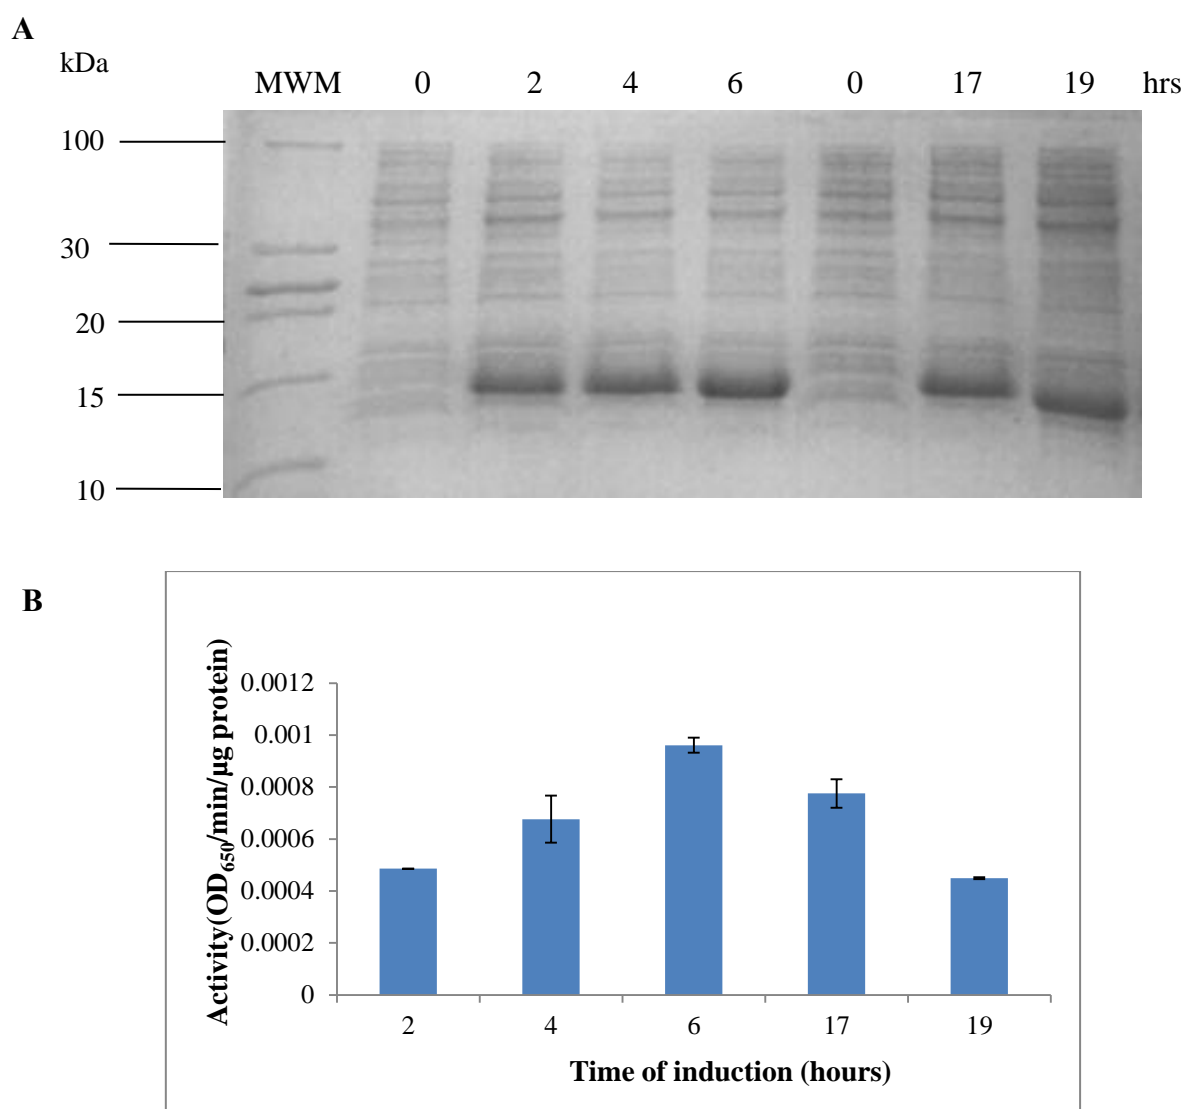 A
kDa
MWM 0 2 4 6 0 17 19 hrs
100
30
20
15
10
B
Activity(OD₆₅₀/min/µg protein)
0.0012
0.001
0.0008
0.0006
0.0004
0.0002
0
2 4 6 17 19
Time of induction (hours)